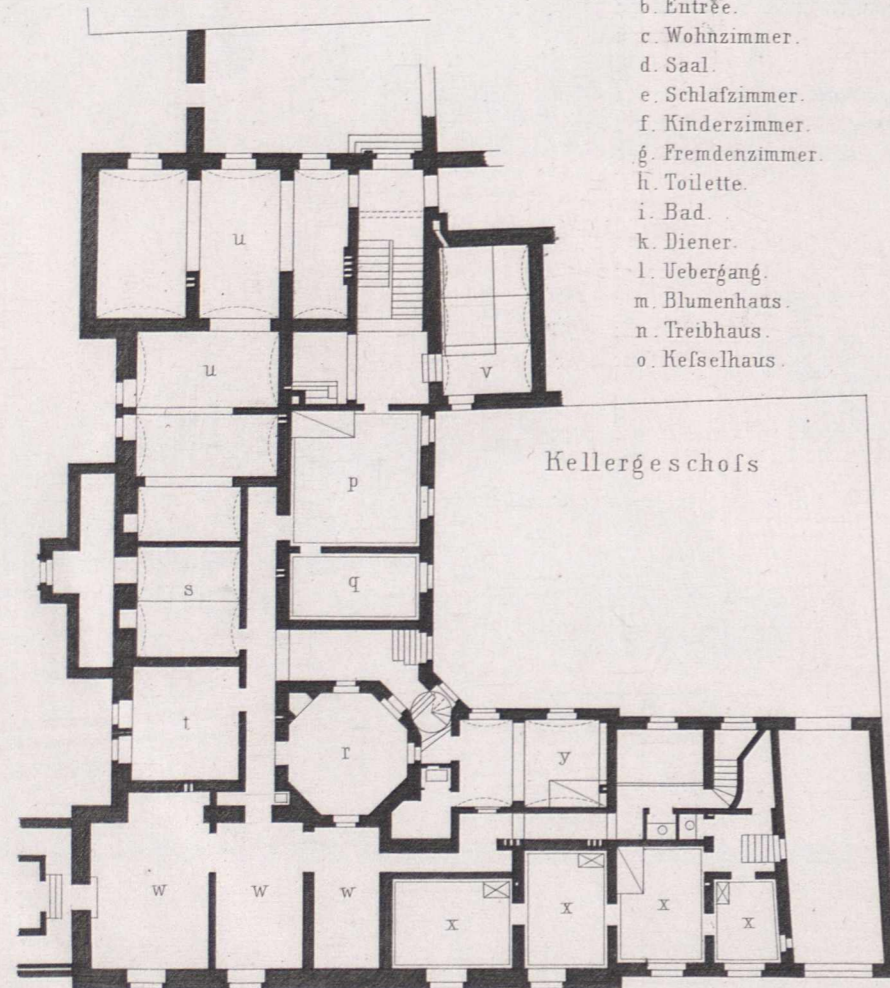 b. Entrée.
c. Wohnzimmer.
d. Saal.
e. Schlafzimmer.
f. Kinderzimmer.
g. Fremdenzimmer.
h. Toilette.
i. Bad.
k. Diener.
l. Uebergang.
m. Blumenhaus.
n. Treibhaus.
o. Keſselhaus.
Kellergeschoſs
u
u
v
p
q
s
t
r
y
w
w
w
x
x
x
x